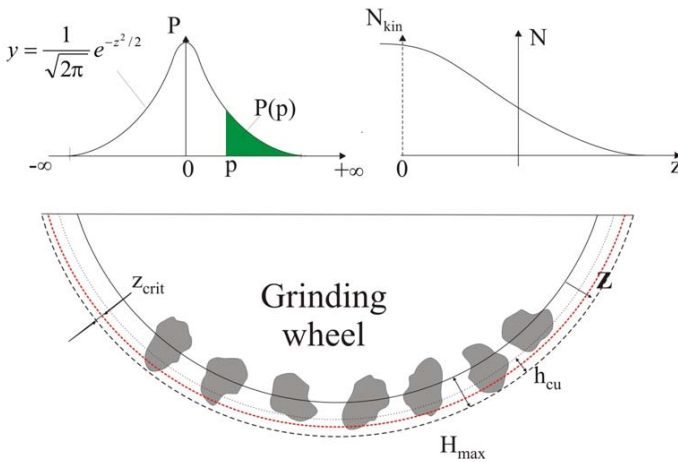 P
y = 1/√2π e^{-z²/2}
P(p)
-∞
0
p
+∞
N_kin
N
0
z
z_crit
Z
Grinding
wheel
h_cu
H_max